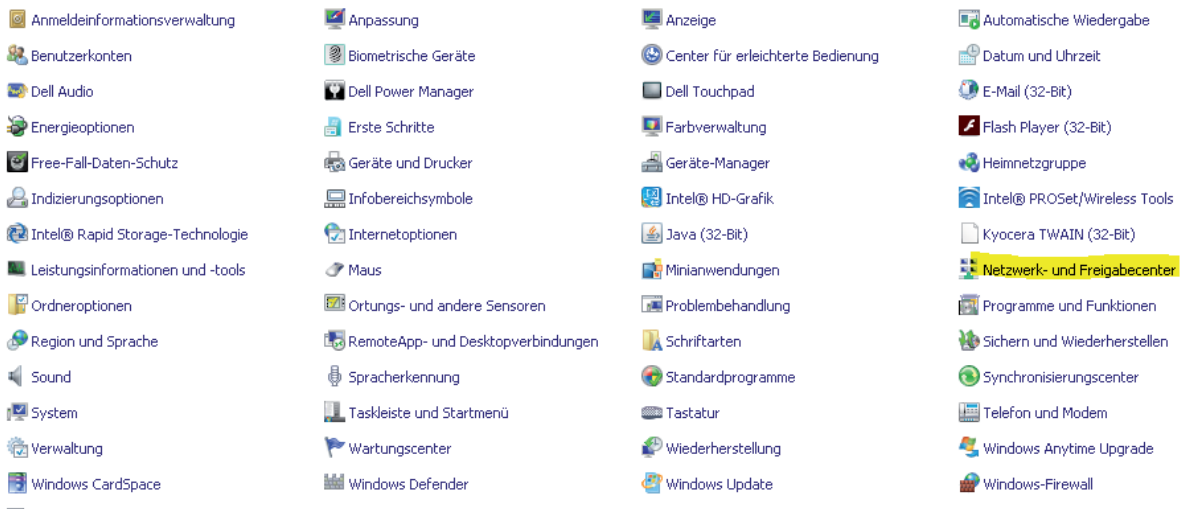 Anmeldeinformationsverwaltung Anpassung Anzeige Automatische Wiedergabe
Benutzerkonten Biometrische Geräte Center für erleichterte Bedienung Datum und Uhrzeit
Dell Audio Dell Power Manager Dell Touchpad E-Mail (32-Bit)
Energieoptionen Erste Schritte Farbverwaltung Flash Player (32-Bit)
Free-Fall-Daten-Schutz Geräte und Drucker Geräte-Manager Heimnetzgruppe
Indizierungsoptionen Infobereichsymbole Intel® HD-Grafik Intel® PROSet/Wireless Tools
Intel® Rapid Storage-Technologie Internetoptionen Java (32-Bit) Kyocera TWAIN (32-Bit)
Leistungsinformationen und -tools Maus Minianwendungen Netzwerk- und Freigabecenter
Ordneroptionen Ortungs- und andere Sensoren Problembehandlung Programme und Funktionen
Region und Sprache RemoteApp- und Desktopverbindungen Schriftarten Sichern und Wiederherstellen
Sound Spracherkennung Standardprogramme Synchronisierungscenter
System Taskleiste und Startmenü Tastatur Telefon und Modem
Verwaltung Wartungscenter Wiederherstellung Windows Anytime Upgrade
Windows CardSpace Windows Defender Windows Update Windows-Firewall